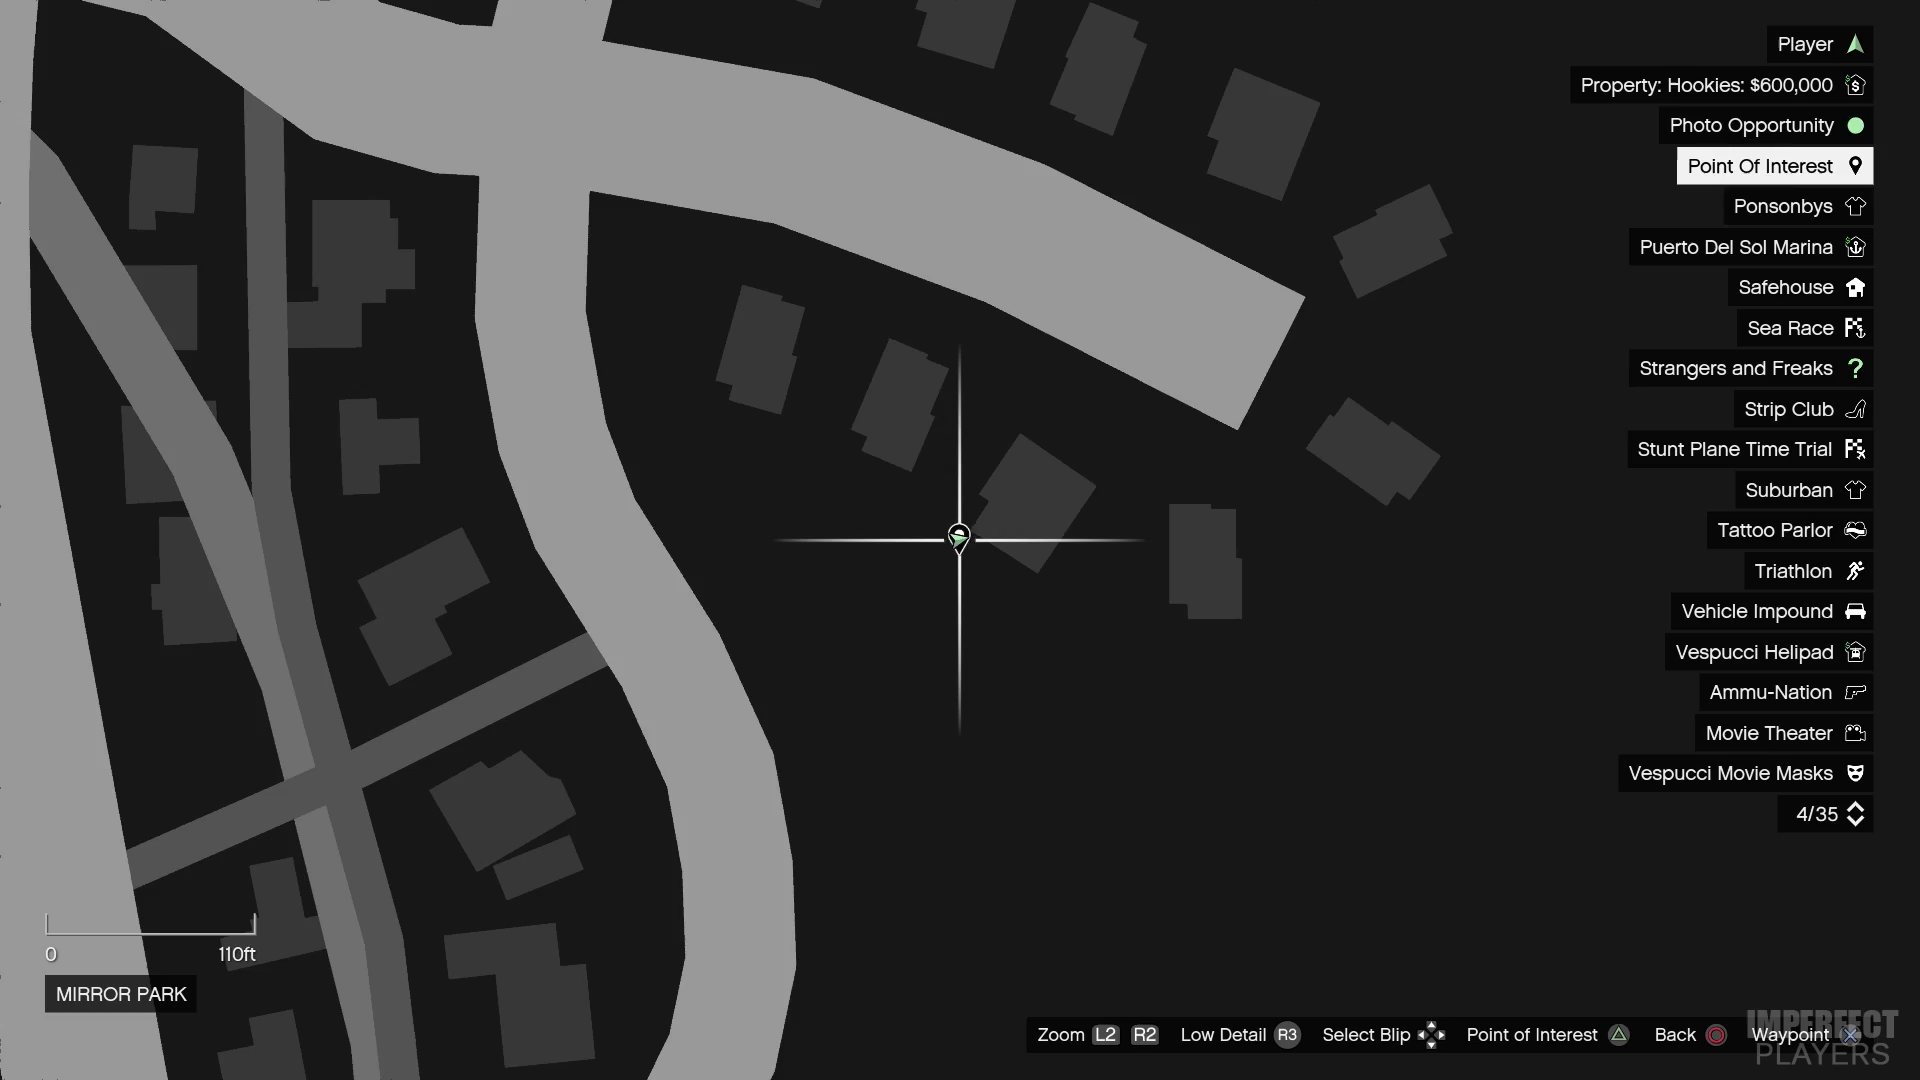 Player
Property: Hookies: $600,000
Photo Opportunity
Point Of Interest
Ponsonbys
Puerto Del Sol Marina
Safehouse
Sea Race
Strangers and Freaks
Strip Club
Stunt Plane Time Trial
Suburban
Tattoo Parlor
Triathlon
Vehicle Impound
Vespucci Helipad
Ammu-Nation
Movie Theater
Vespucci Movie Masks
4/35
0 110ft
MIRROR PARK
Zoom L2 R2 Low Detail R3 Select Blip Point of Interest Back Waypoint
IMPERFECT
PLAYERS